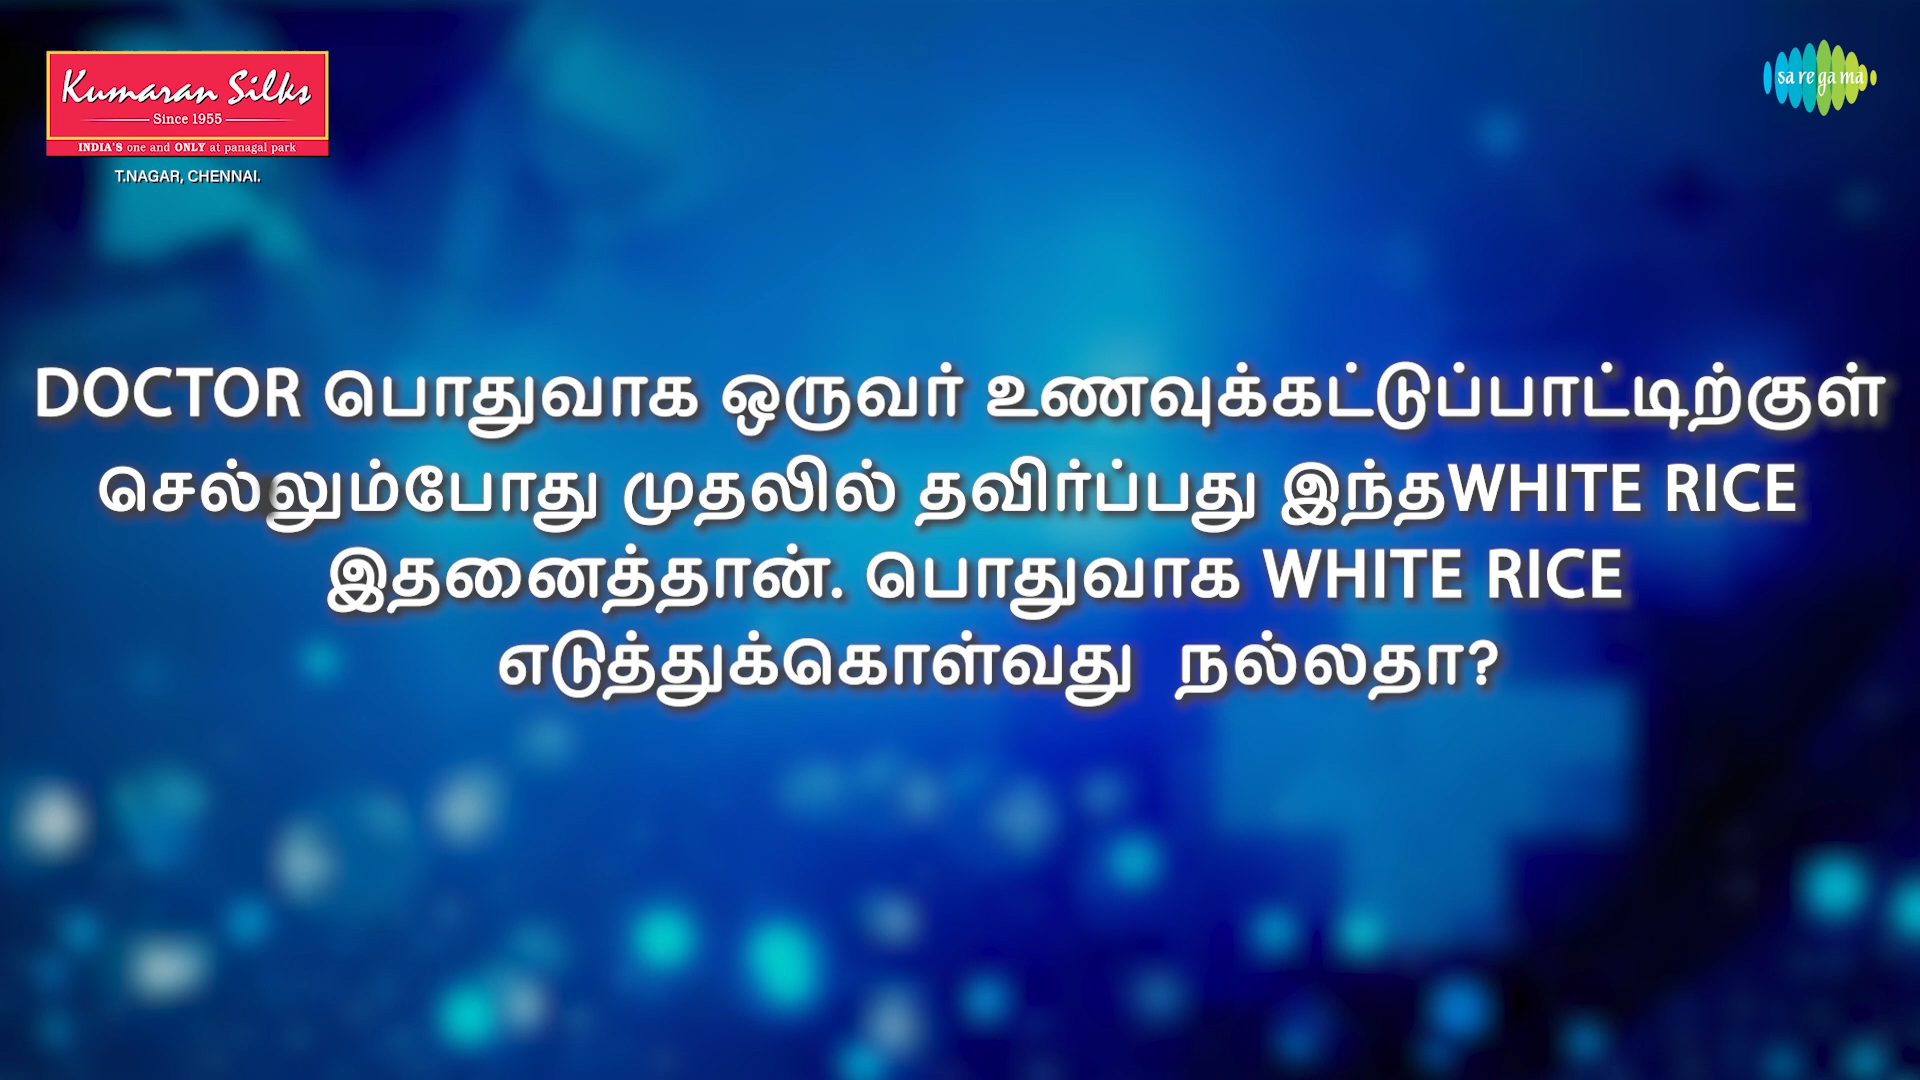 Kumaran Silks
Since 1955
INDIA'S one and ONLY at panagal park
T.NAGAR, CHENNAI.
sa re ga ma
DOCTOR பொதுவாக ஒருவர் உணவுக்கட்டுப்பாட்டிற்குள்
செல்லும்போது முதலில் தவிர்ப்பது இந்தWHITE RICE
இதனைத்தான். பொதுவாக WHITE RICE
எடுத்துக்கொள்வது நல்லதா?